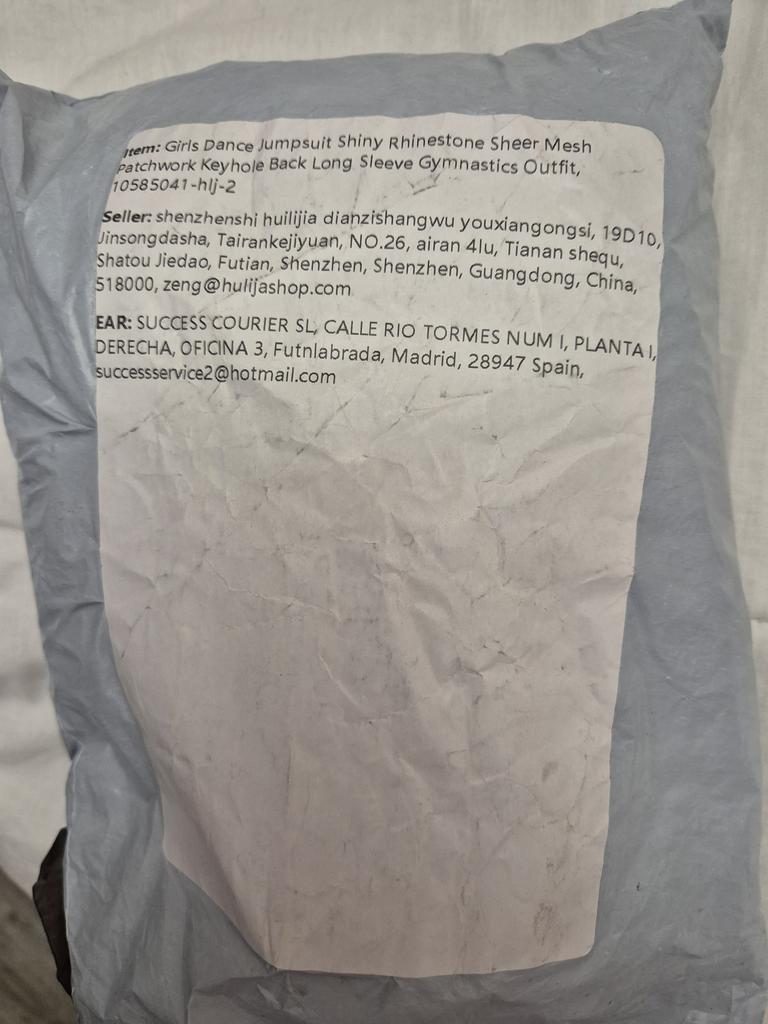 Item: Girls Dance Jumpsuit Shiny Rhinestone Sheer Mesh
Patchwork Keyhole Back Long Sleeve Gymnastics Outfit,
10585041-hlj-2
Seller: shenzhenshi huilijia dianzishangwu youxiangongsi, 19D10,
Jinsongdasha, Tairankejiyuan, NO.26, airan 4lu, Tianan shequ,
Shatou Jiedao, Futian, Shenzhen, Shenzhen, Guangdong, China,
518000, zeng@hulijashop.com
EAR: SUCCESS COURIER SL, CALLE RIO TORMES NUM I, PLANTA I,
DERECHA, OFICINA 3, Futnlabrada, Madrid, 28947 Spain,
successservice2@hotmail.com